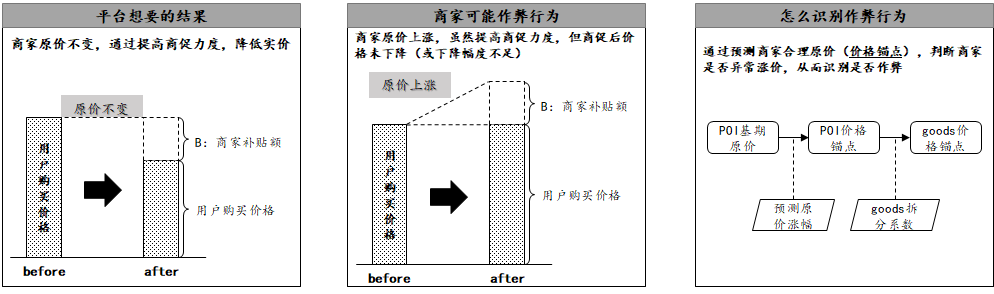 平台想要的结果
商家原价不变，通过提高商促力度，降低实价
原价不变
B：商家补贴额
用户购买价格
用户购买价格
before
after
商家可能作弊行为
商家原价上涨，虽然提高商促力度，但商促后价
格未下降（或下降幅度不足）
原价上涨
B：商家补贴额
用户购买价格
用户购买价格
before
after
怎么识别作弊行为
通过预测商家合理原价（价格锚点），判断商家
是否异常涨价，从而识别是否作弊
POI基期
原价
POI价格
锚点
goods价
格锚点
预测原
价涨幅
goods拆
分系数